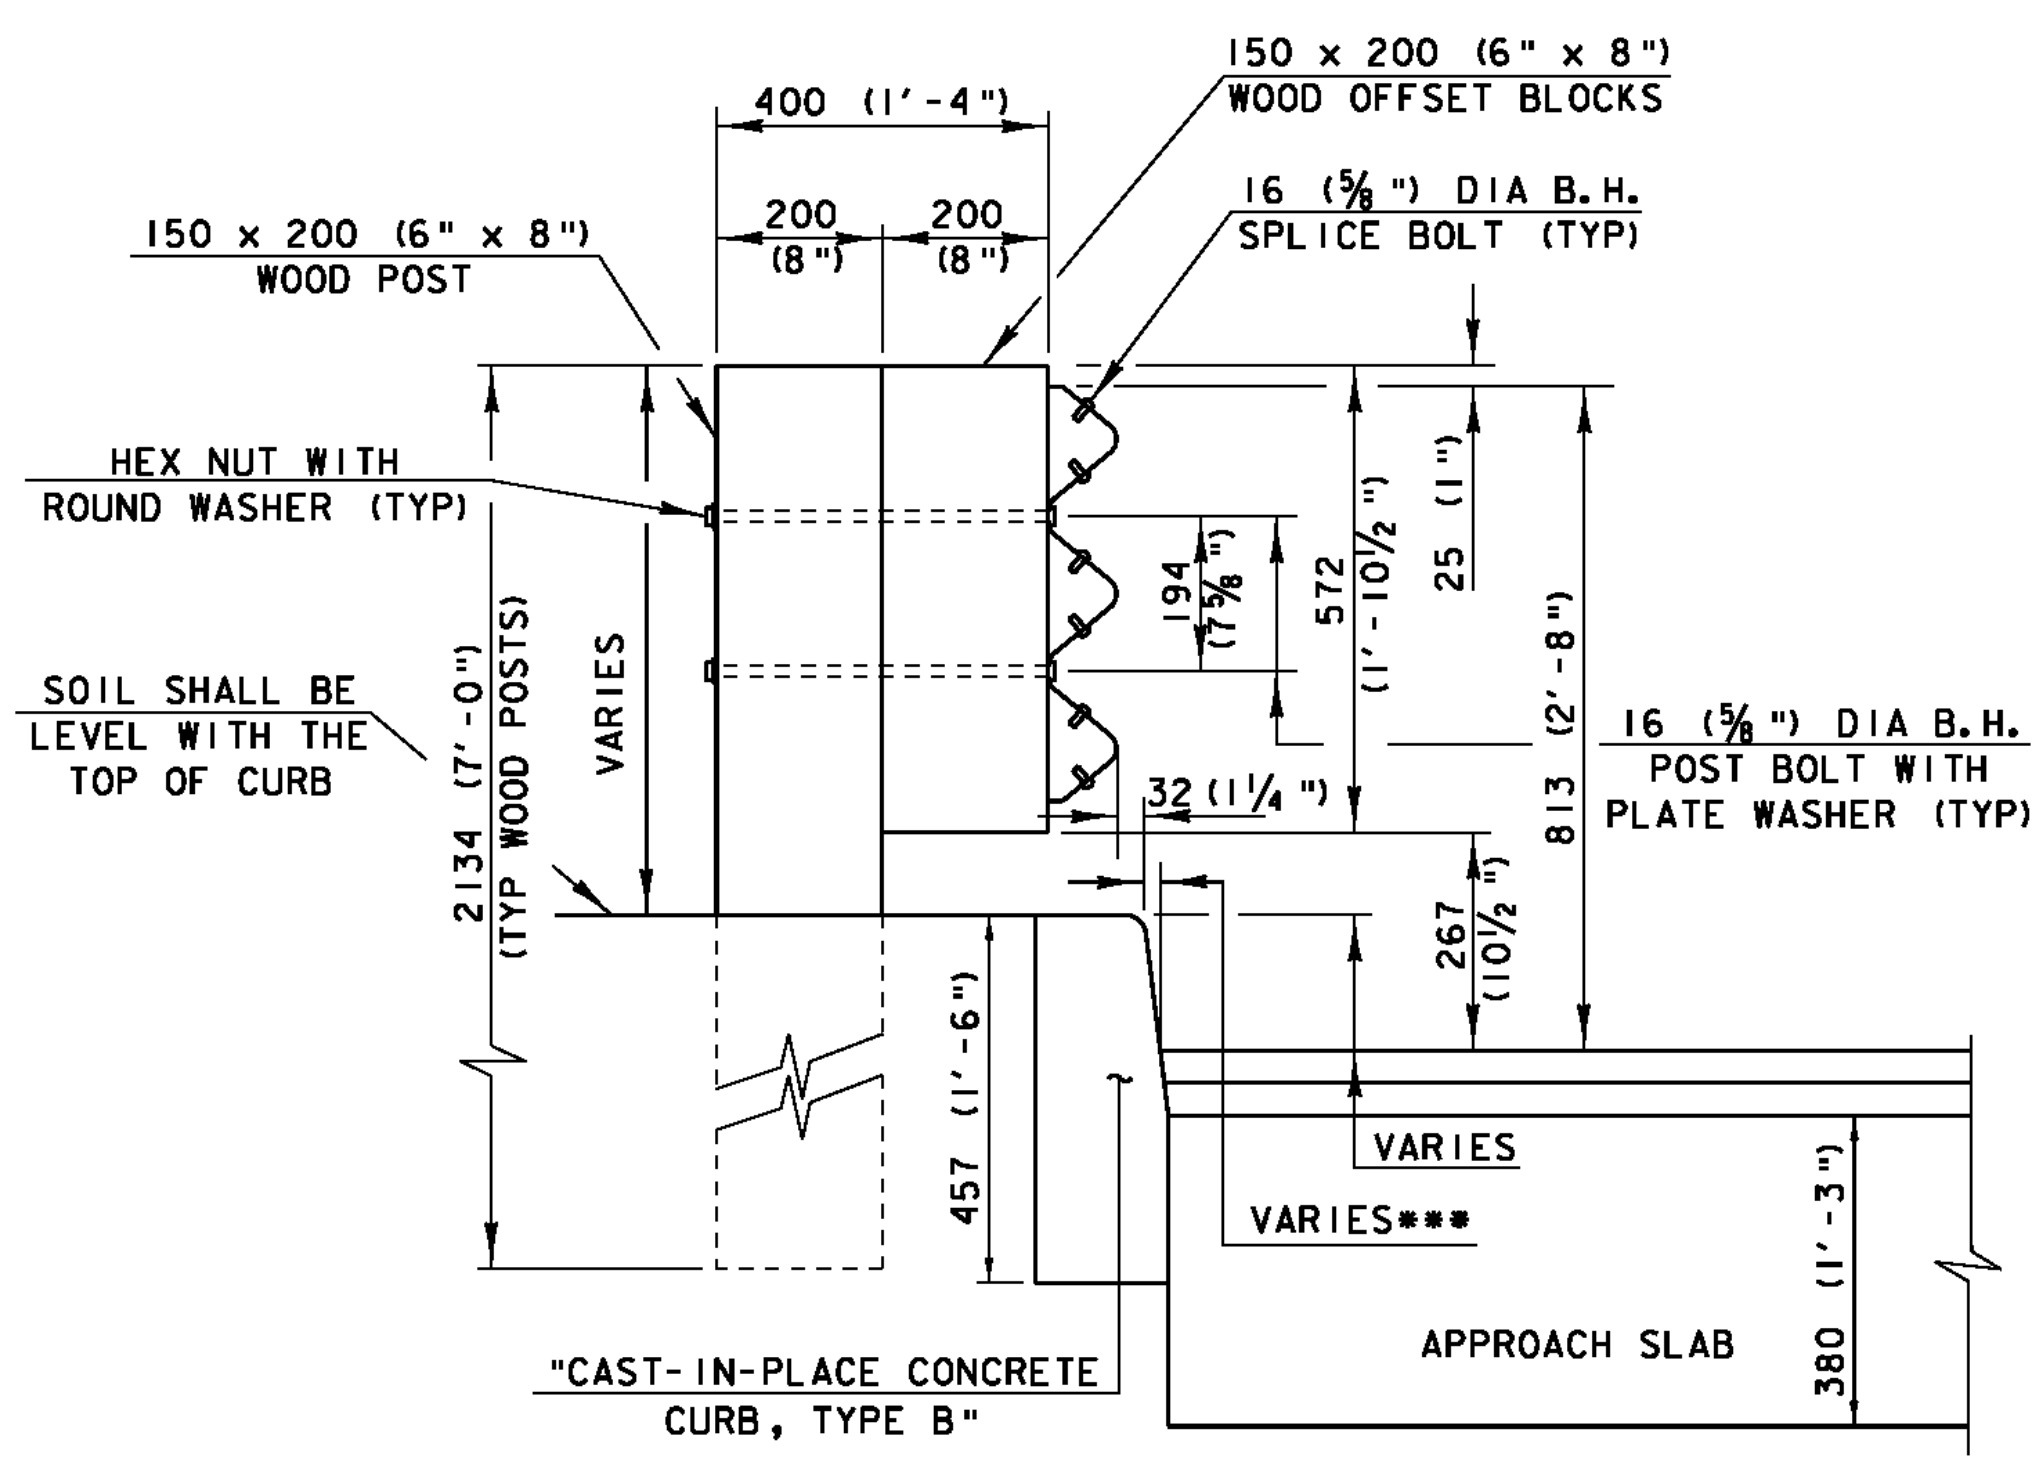 150 x 200 (6" x 8")
WOOD OFFSET BLOCKS
400 (1'-4")
16 (5/8 ") DIA B.H.
SPLICE BOLT (TYP)
200
(8")
200
(8")
150 x 200 (6" x 8")
WOOD POST
HEX NUT WITH
ROUND WASHER (TYP)
SOIL SHALL BE
LEVEL WITH THE
TOP OF CURB
2134 (7'-0")
(TYP WOOD POSTS)
VARIES
194
(7 5/8 ")
572
(1'-10 1/2 ")
25 (1")
813 (2'-8")
16 (5/8 ") DIA B.H.
POST BOLT WITH
PLATE WASHER (TYP)
32 (1 1/4 ")
267
(10 1/2 ")
457 (1'-6")
VARIES
VARIES***
380 (1'-3")
APPROACH SLAB
"CAST-IN-PLACE CONCRETE
CURB, TYPE B"